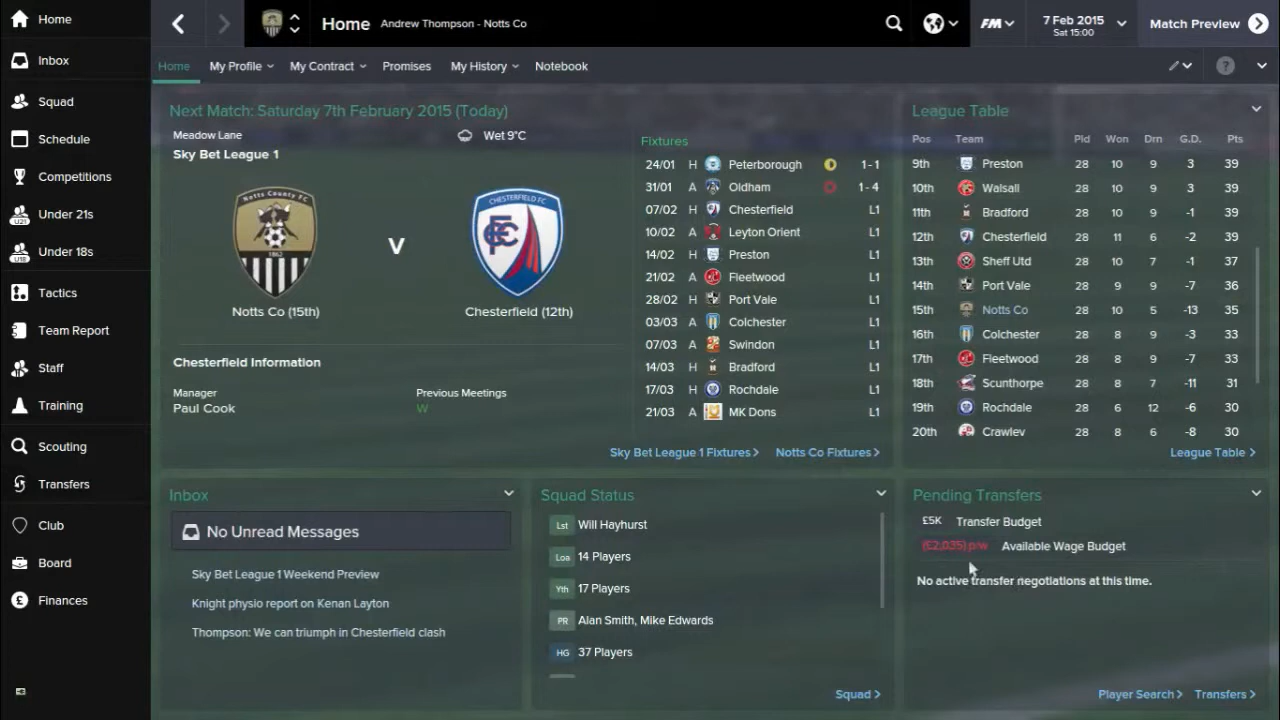 Home
Inbox
Squad
Schedule
Competitions
Under 21s
Under 18s
Tactics
Team Report
Staff
Training
Scouting
Transfers
Club
Board
Finances
Home Andrew Thompson - Notts Co
FM
7 Feb 2015
Sat 15:00
Match Preview
Home My Profile My Contract Promises My History Notebook
Next Match: Saturday 7th February 2015 (Today)
Meadow Lane
Wet 9°C
Sky Bet League 1
V
Notts Co (15th)
Chesterfield (12th)
Chesterfield Information
Manager
Paul Cook
Previous Meetings
W
Fixtures
24/01 H Peterborough 1-1
31/01 A Oldham 1-4
07/02 H Chesterfield L1
10/02 A Leyton Orient L1
14/02 H Preston L1
21/02 A Fleetwood L1
28/02 H Port Vale L1
03/03 A Colchester L1
07/03 A Swindon L1
14/03 H Bradford L1
17/03 H Rochdale L1
21/03 A MK Dons L1
Sky Bet League 1 Fixtures> Notts Co Fixtures>
League Table
Pos Team Pld Won Drn G.D. Pts
9th Preston 28 10 9 3 39
10th Walsall 28 10 9 3 39
11th Bradford 28 10 9 -1 39
12th Chesterfield 28 11 6 -2 39
13th Sheff Utd 28 10 7 -1 37
14th Port Vale 28 9 9 -7 36
15th Notts Co 28 10 5 -13 35
16th Colchester 28 8 9 -3 33
17th Fleetwood 28 8 9 -7 33
18th Scunthorpe 28 8 7 -11 31
19th Rochdale 28 6 12 -6 30
20th Crawley 28 8 6 -8 30
League Table >
Inbox
No Unread Messages
Sky Bet League 1 Weekend Preview
Knight physio report on Kenan Layton
Thompson: We can triumph in Chesterfield clash
Squad Status
Lst Will Hayhurst
Loa 14 Players
Yth 17 Players
PR Alan Smith, Mike Edwards
HG 37 Players
Squad >
Pending Transfers
£5K Transfer Budget
(£2,035) p/w Available Wage Budget
No active transfer negotiations at this time.
Player Search> Transfers >